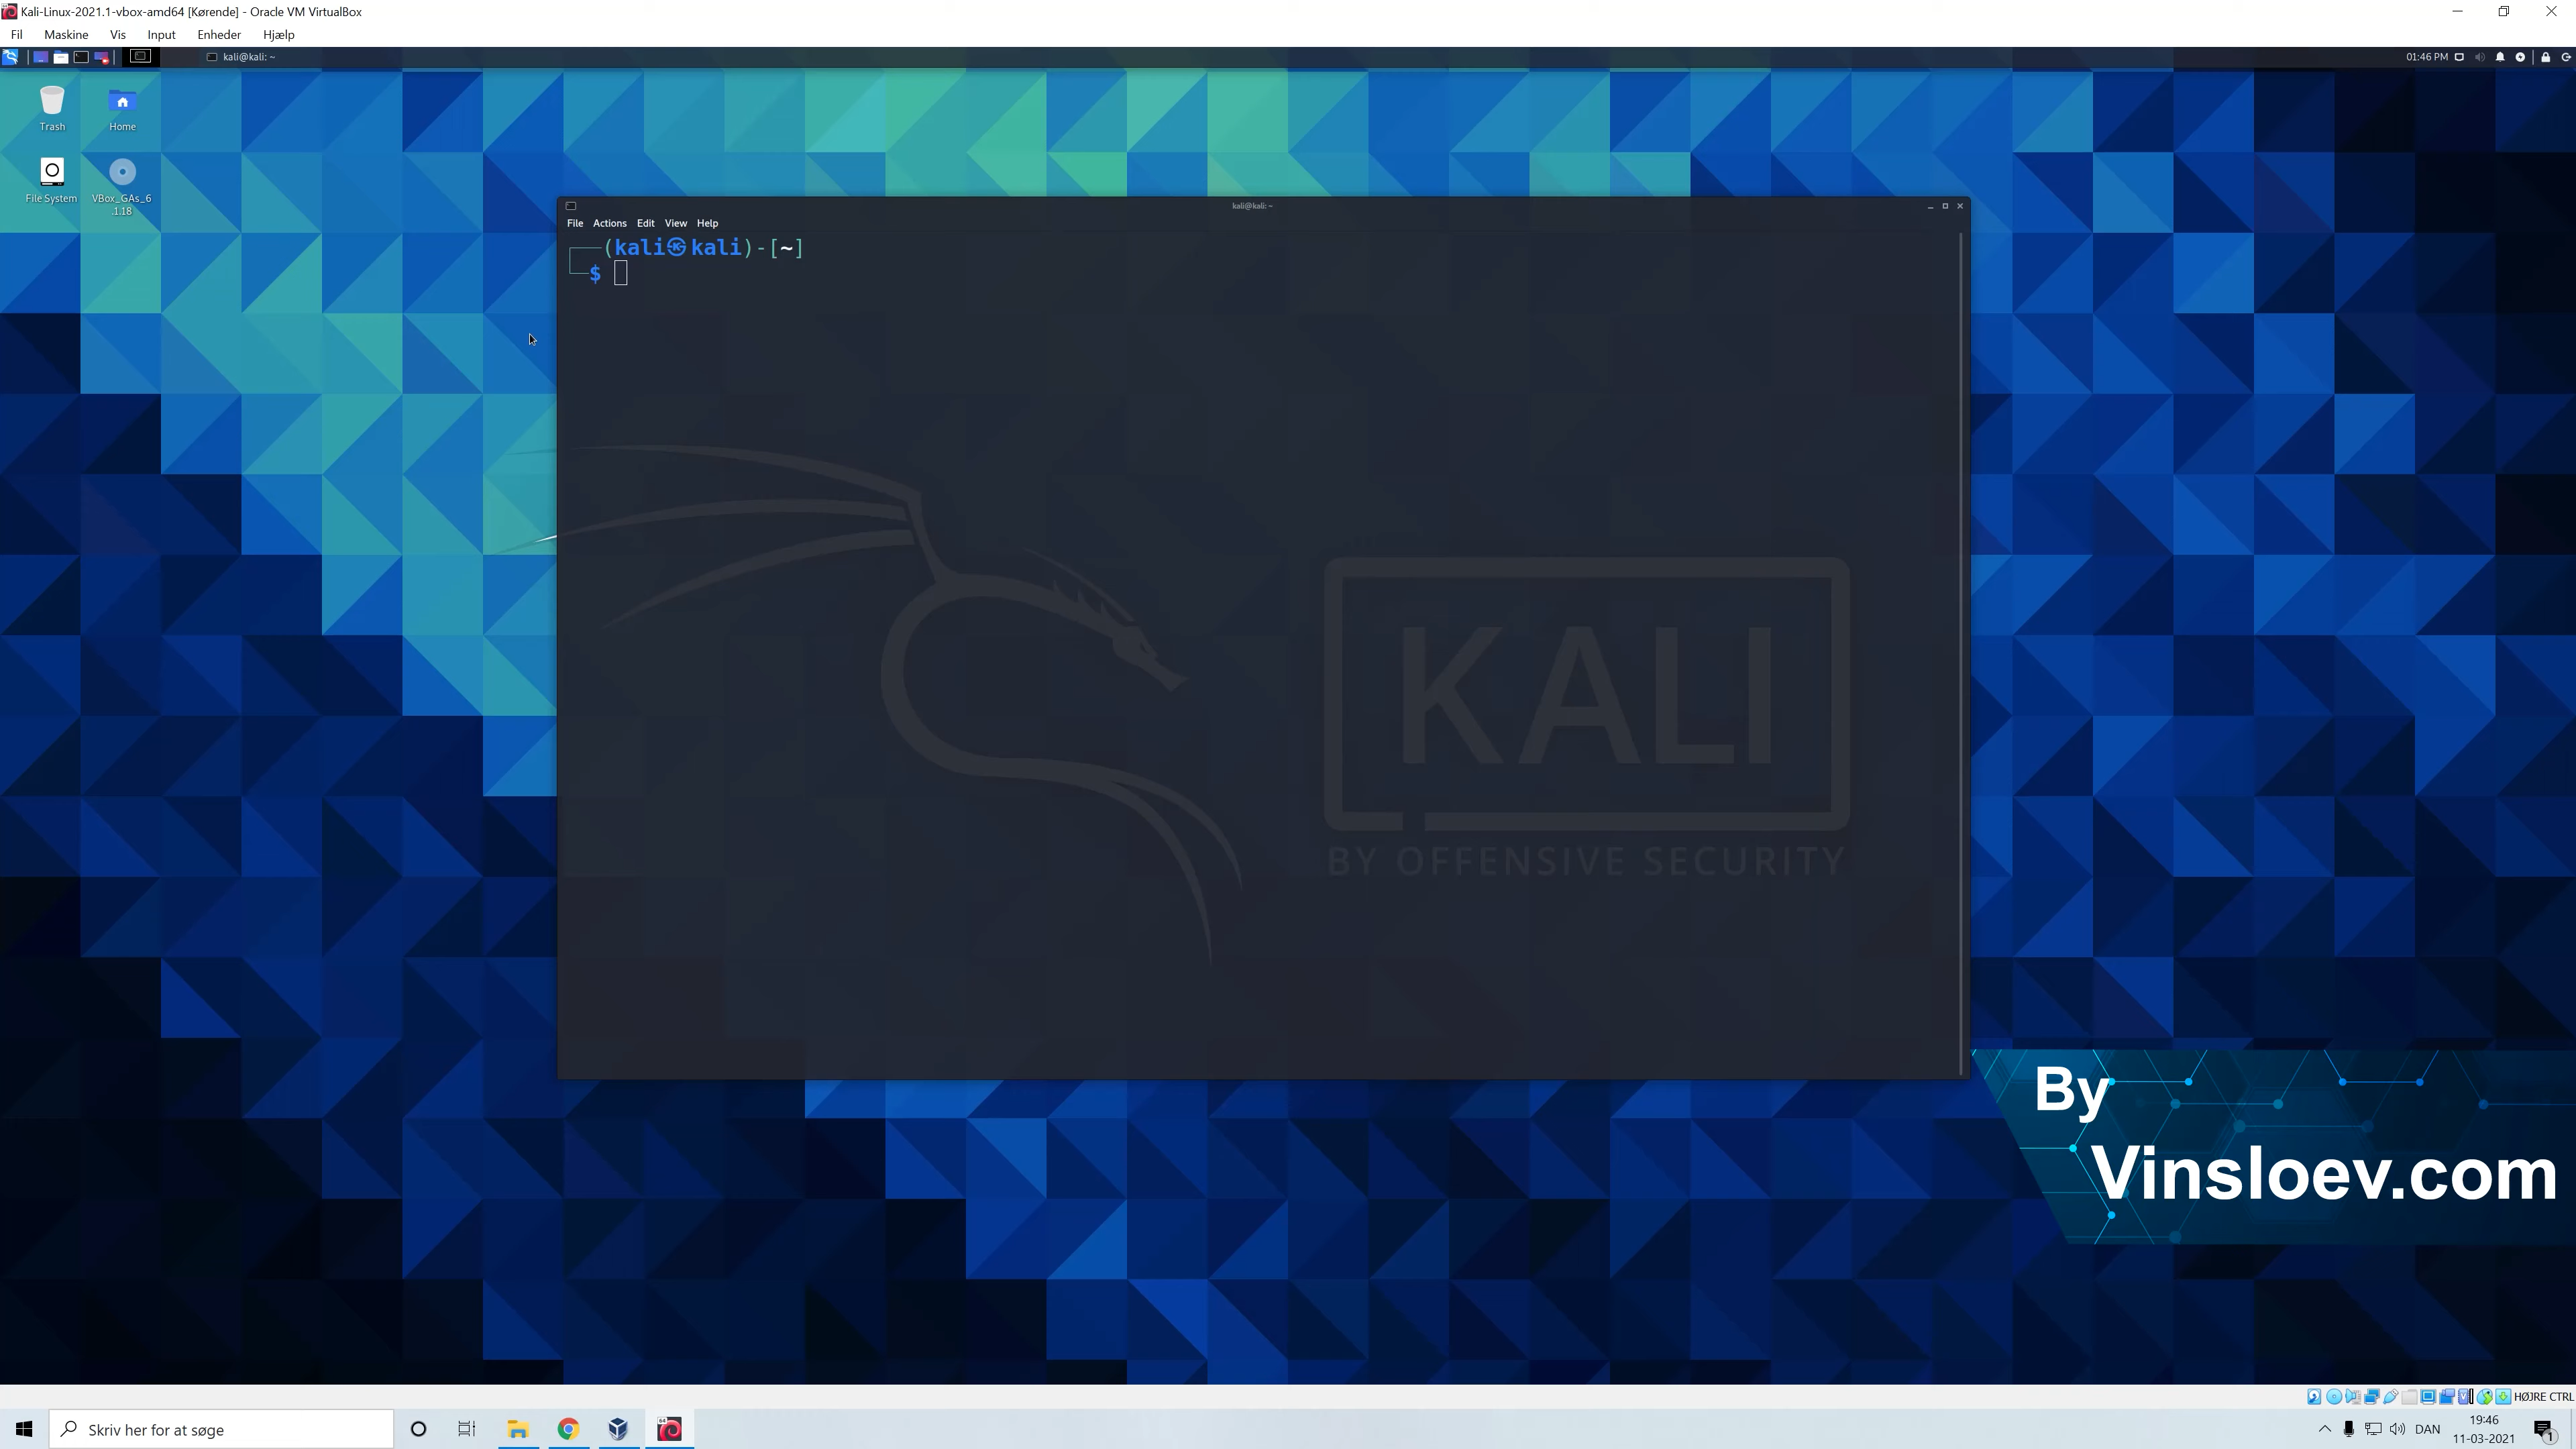 Kali-Linux-2021.1-vbox-amd64 [Kørende] - Oracle VM VirtualBox
Fil Maskine Vis Input Enheder Hjælp
kali@kali: ~
01:46 PM
Trash
Home
File System
VBox_GAs_6
.1.18
kali@kali: ~
File Actions Edit View Help
(kali㉿kali)-[~]
$
KALI
BY OFFENSIVE SECURITY
By
Vinsloev.com
HØJRE CTRL
Skriv her for at søge
64
DAN
19:46
11-03-2021
1